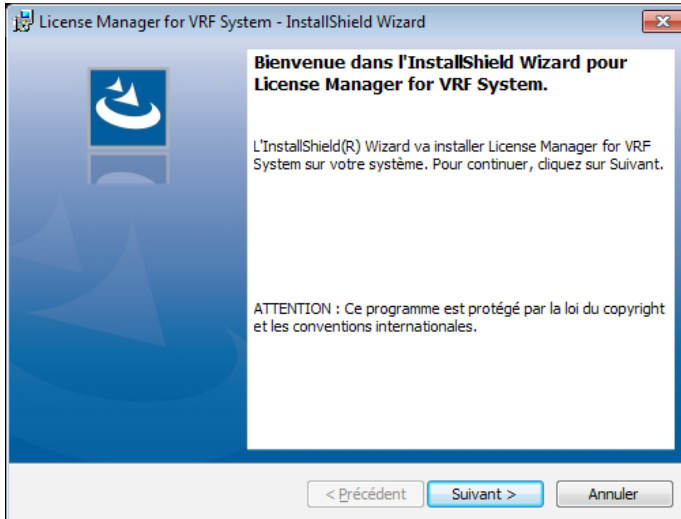 License Manager for VRF System - InstallShield Wizard
Bienvenue dans l'InstallShield Wizard pour
License Manager for VRF System.
L'InstallShield(R) Wizard va installer License Manager for VRF
System sur votre système. Pour continuer, cliquez sur Suivant.
ATTENTION : Ce programme est protégé par la loi du copyright
et les conventions internationales.
< Précédent
Suivant >
Annuler